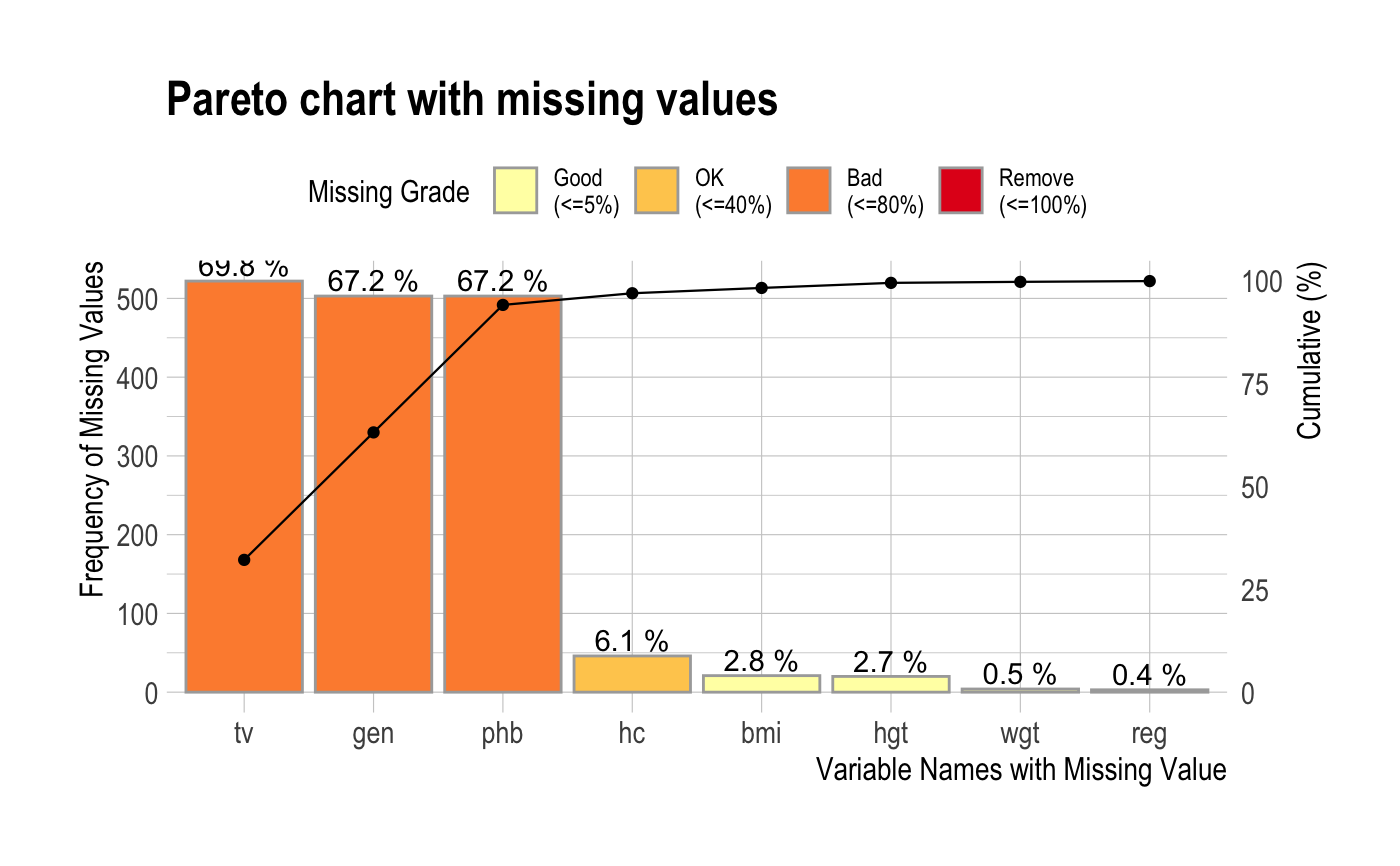 Pareto chart with missing values
Missing Grade
Good
(<=5%)
OK
(<=40%)
Bad
(<=80%)
Remove
(<=100%)
Frequency of Missing Values
500
400
300
200
100
0
69.8 %
67.2 %
67.2 %
6.1 %
2.8 %
2.7 %
0.5 %
0.4 %
100
75
50
25
0
Cumulative (%)
tv
gen
phb
hc
bmi
hgt
wgt
reg
Variable Names with Missing Value